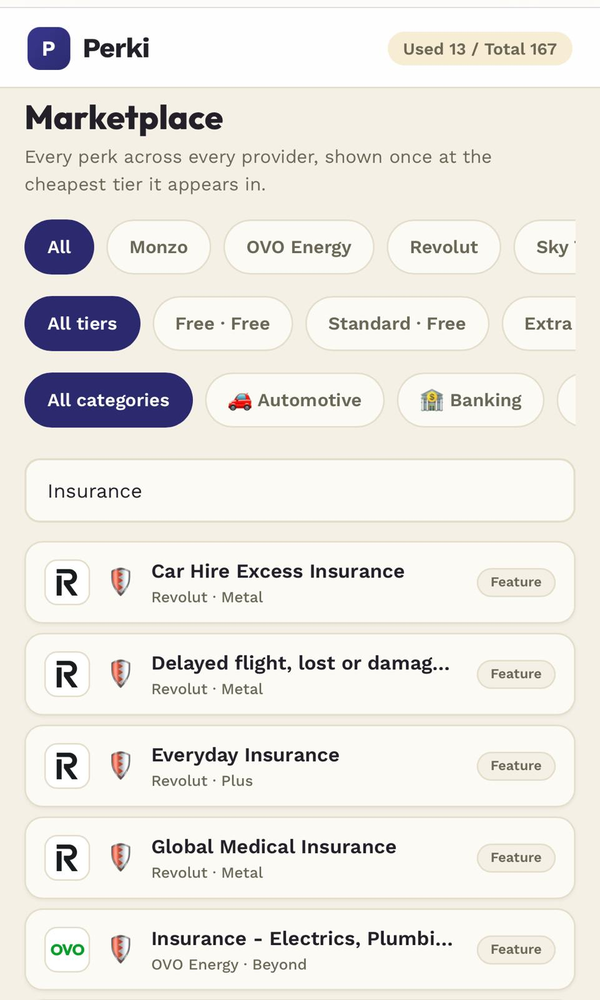 P Perki Used 13 / Total 167
Marketplace
Every perk across every provider, shown once at the
cheapest tier it appears in.
All Monzo OVO Energy Revolut Sky
All tiers Free · Free Standard · Free Extra
All categories Automotive Banking
Insurance
Car Hire Excess Insurance
Revolut · Metal
Feature
Delayed flight, lost or damag...
Revolut · Metal
Feature
Everyday Insurance
Revolut · Plus
Feature
Global Medical Insurance
Revolut · Metal
Feature
OVO
Insurance - Electrics, Plumbi...
OVO Energy · Beyond
Feature